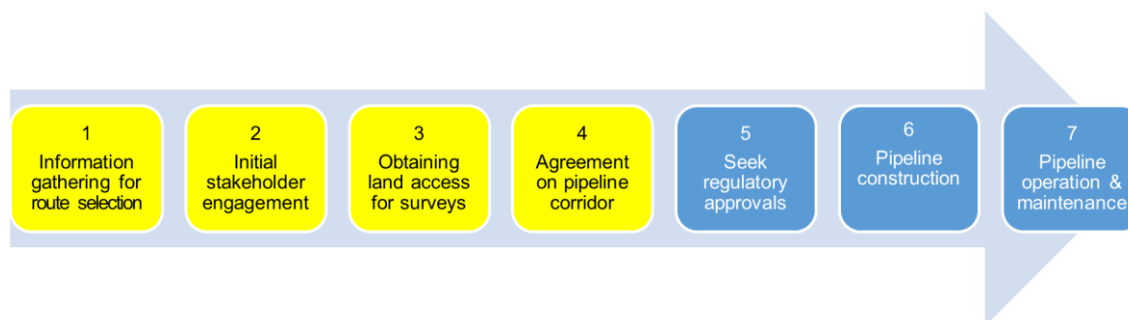 1
Information
gathering for
route selection
2
Initial
stakeholder
engagement
3
Obtaining
land access
for surveys
4
Agreement
on pipeline
corridor
5
Seek
regulatory
approvals
6
Pipeline
construction
7
Pipeline
operation &
maintenance